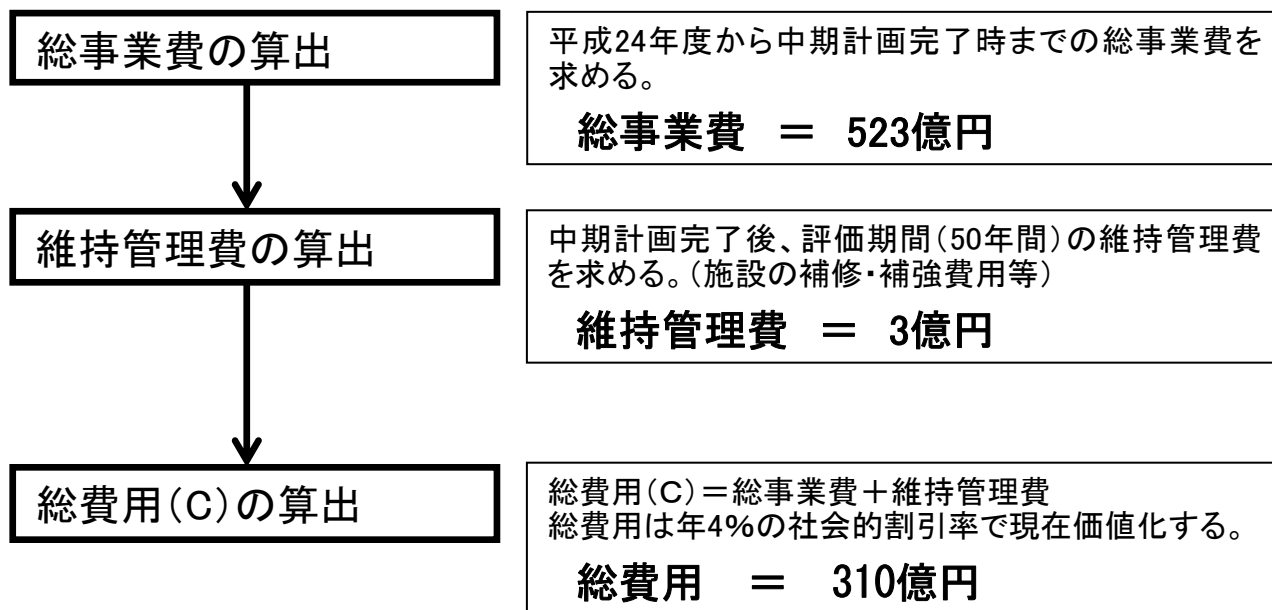 総事業費の算出
平成24年度から中期計画完了時までの総事業費を
求める。
総事業費 ＝ 523億円
維持管理費の算出
中期計画完了後、評価期間(50年間)の維持管理費
を求める。(施設の補修・補強費用等)
維持管理費 ＝ 3億円
総費用(C)の算出
総費用(C)＝総事業費＋維持管理費
総費用は年4%の社会的割引率で現在価値化する。
総費用 ＝ 310億円